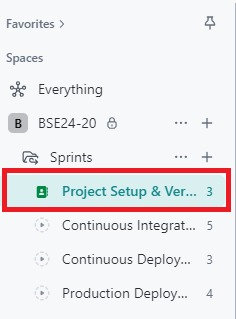 Favorites
Spaces
Everything
B BSE24-20
Sprints
Project Setup & Ver... 3
Continuous Integrat... 5
Continuous Deploy... 3
Production Deploy... 4